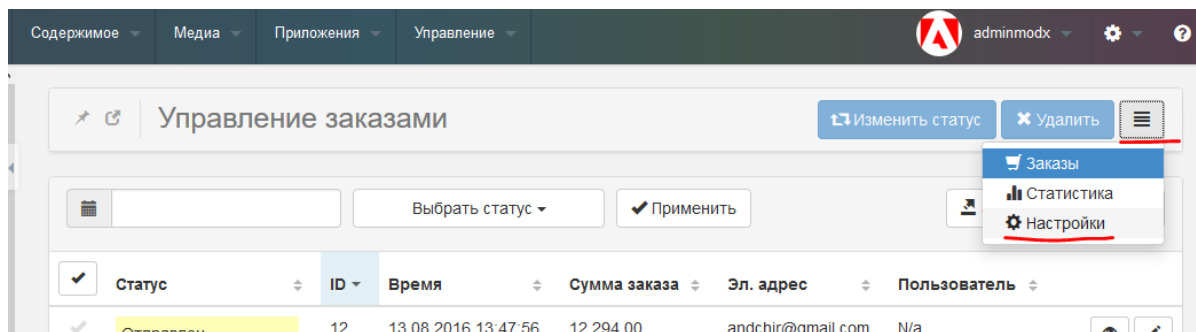 Содержимое Медиа Приложения Управление adminmodx
Управление заказами Изменить статус Удалить
Заказы
Статистика
Настройки
Выбрать статус Применить
Статус ID Время Сумма заказа Эл. адрес Пользователь
Отправлен 12 13.08.2016 13:47:56 12 294.00 andchir@gmail.com N/a